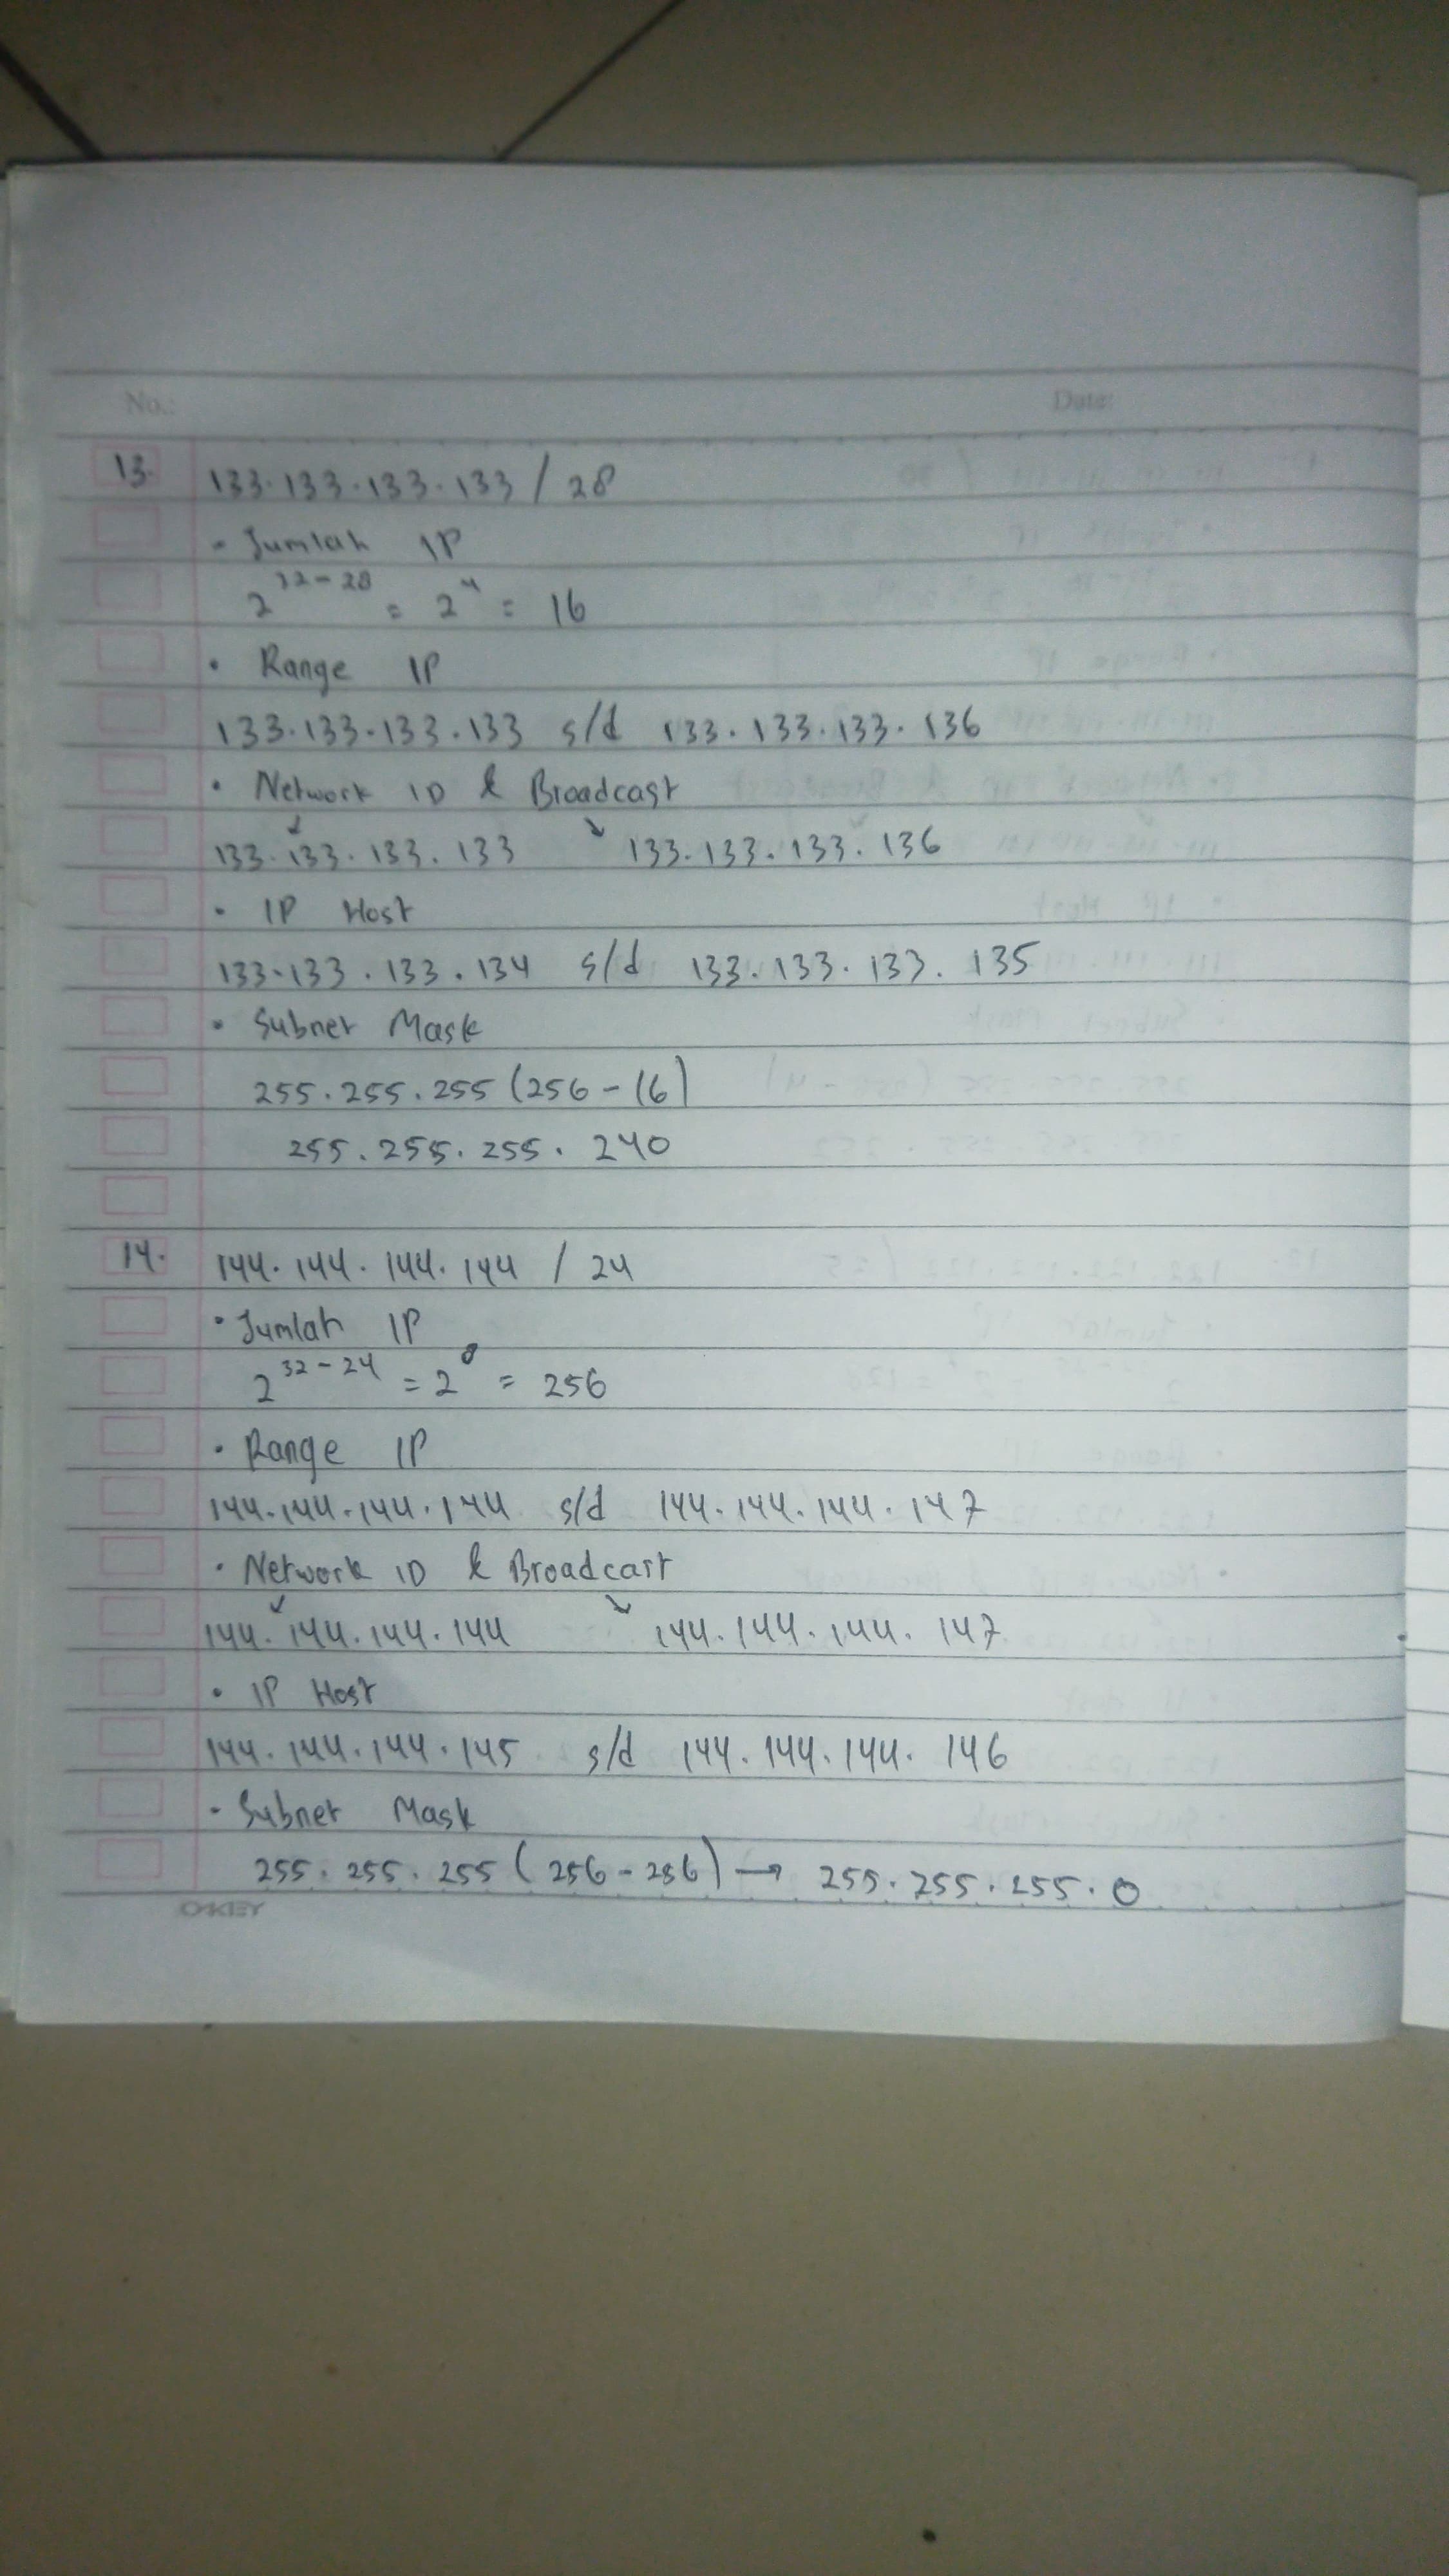 No.: Date:
13. 133.133.133.133 / 28
• Jumlah IP
2^32-28 = 2^4 = 16
• Range IP
133.133.133.133 s/d 133.133.133.136
• Network ID & Broadcast
133.133.133.133 133.133.133.136
• IP Host
133.133.133.134 s/d 133.133.133.135
• Subnet Mask
255.255.255 (256-16)
255.255.255.240
14. 144.144.144.144 / 24
• Jumlah IP
2^32-24 = 2^8 = 256
• Range IP
144.144.144.144 s/d 144.144.144.147
• Network ID & Broadcast
144.144.144.144 144.144.144.147
• IP Host
144.144.144.145 s/d 144.144.144.146
• Subnet Mask
255.255.255 (256-256) → 255.255.255.0
OKEY